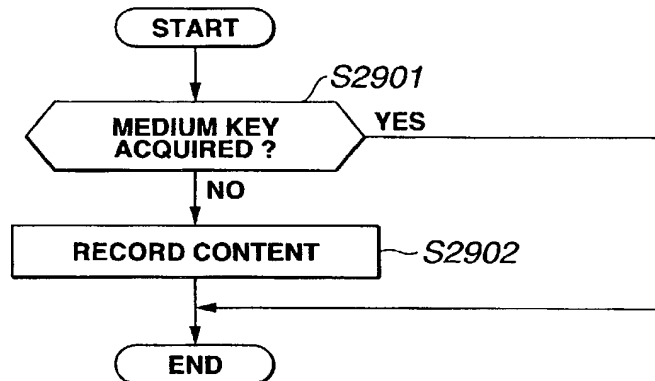 START
S2901
MEDIUM KEY
ACQUIRED ?
YES
NO
RECORD CONTENT
S2902
END